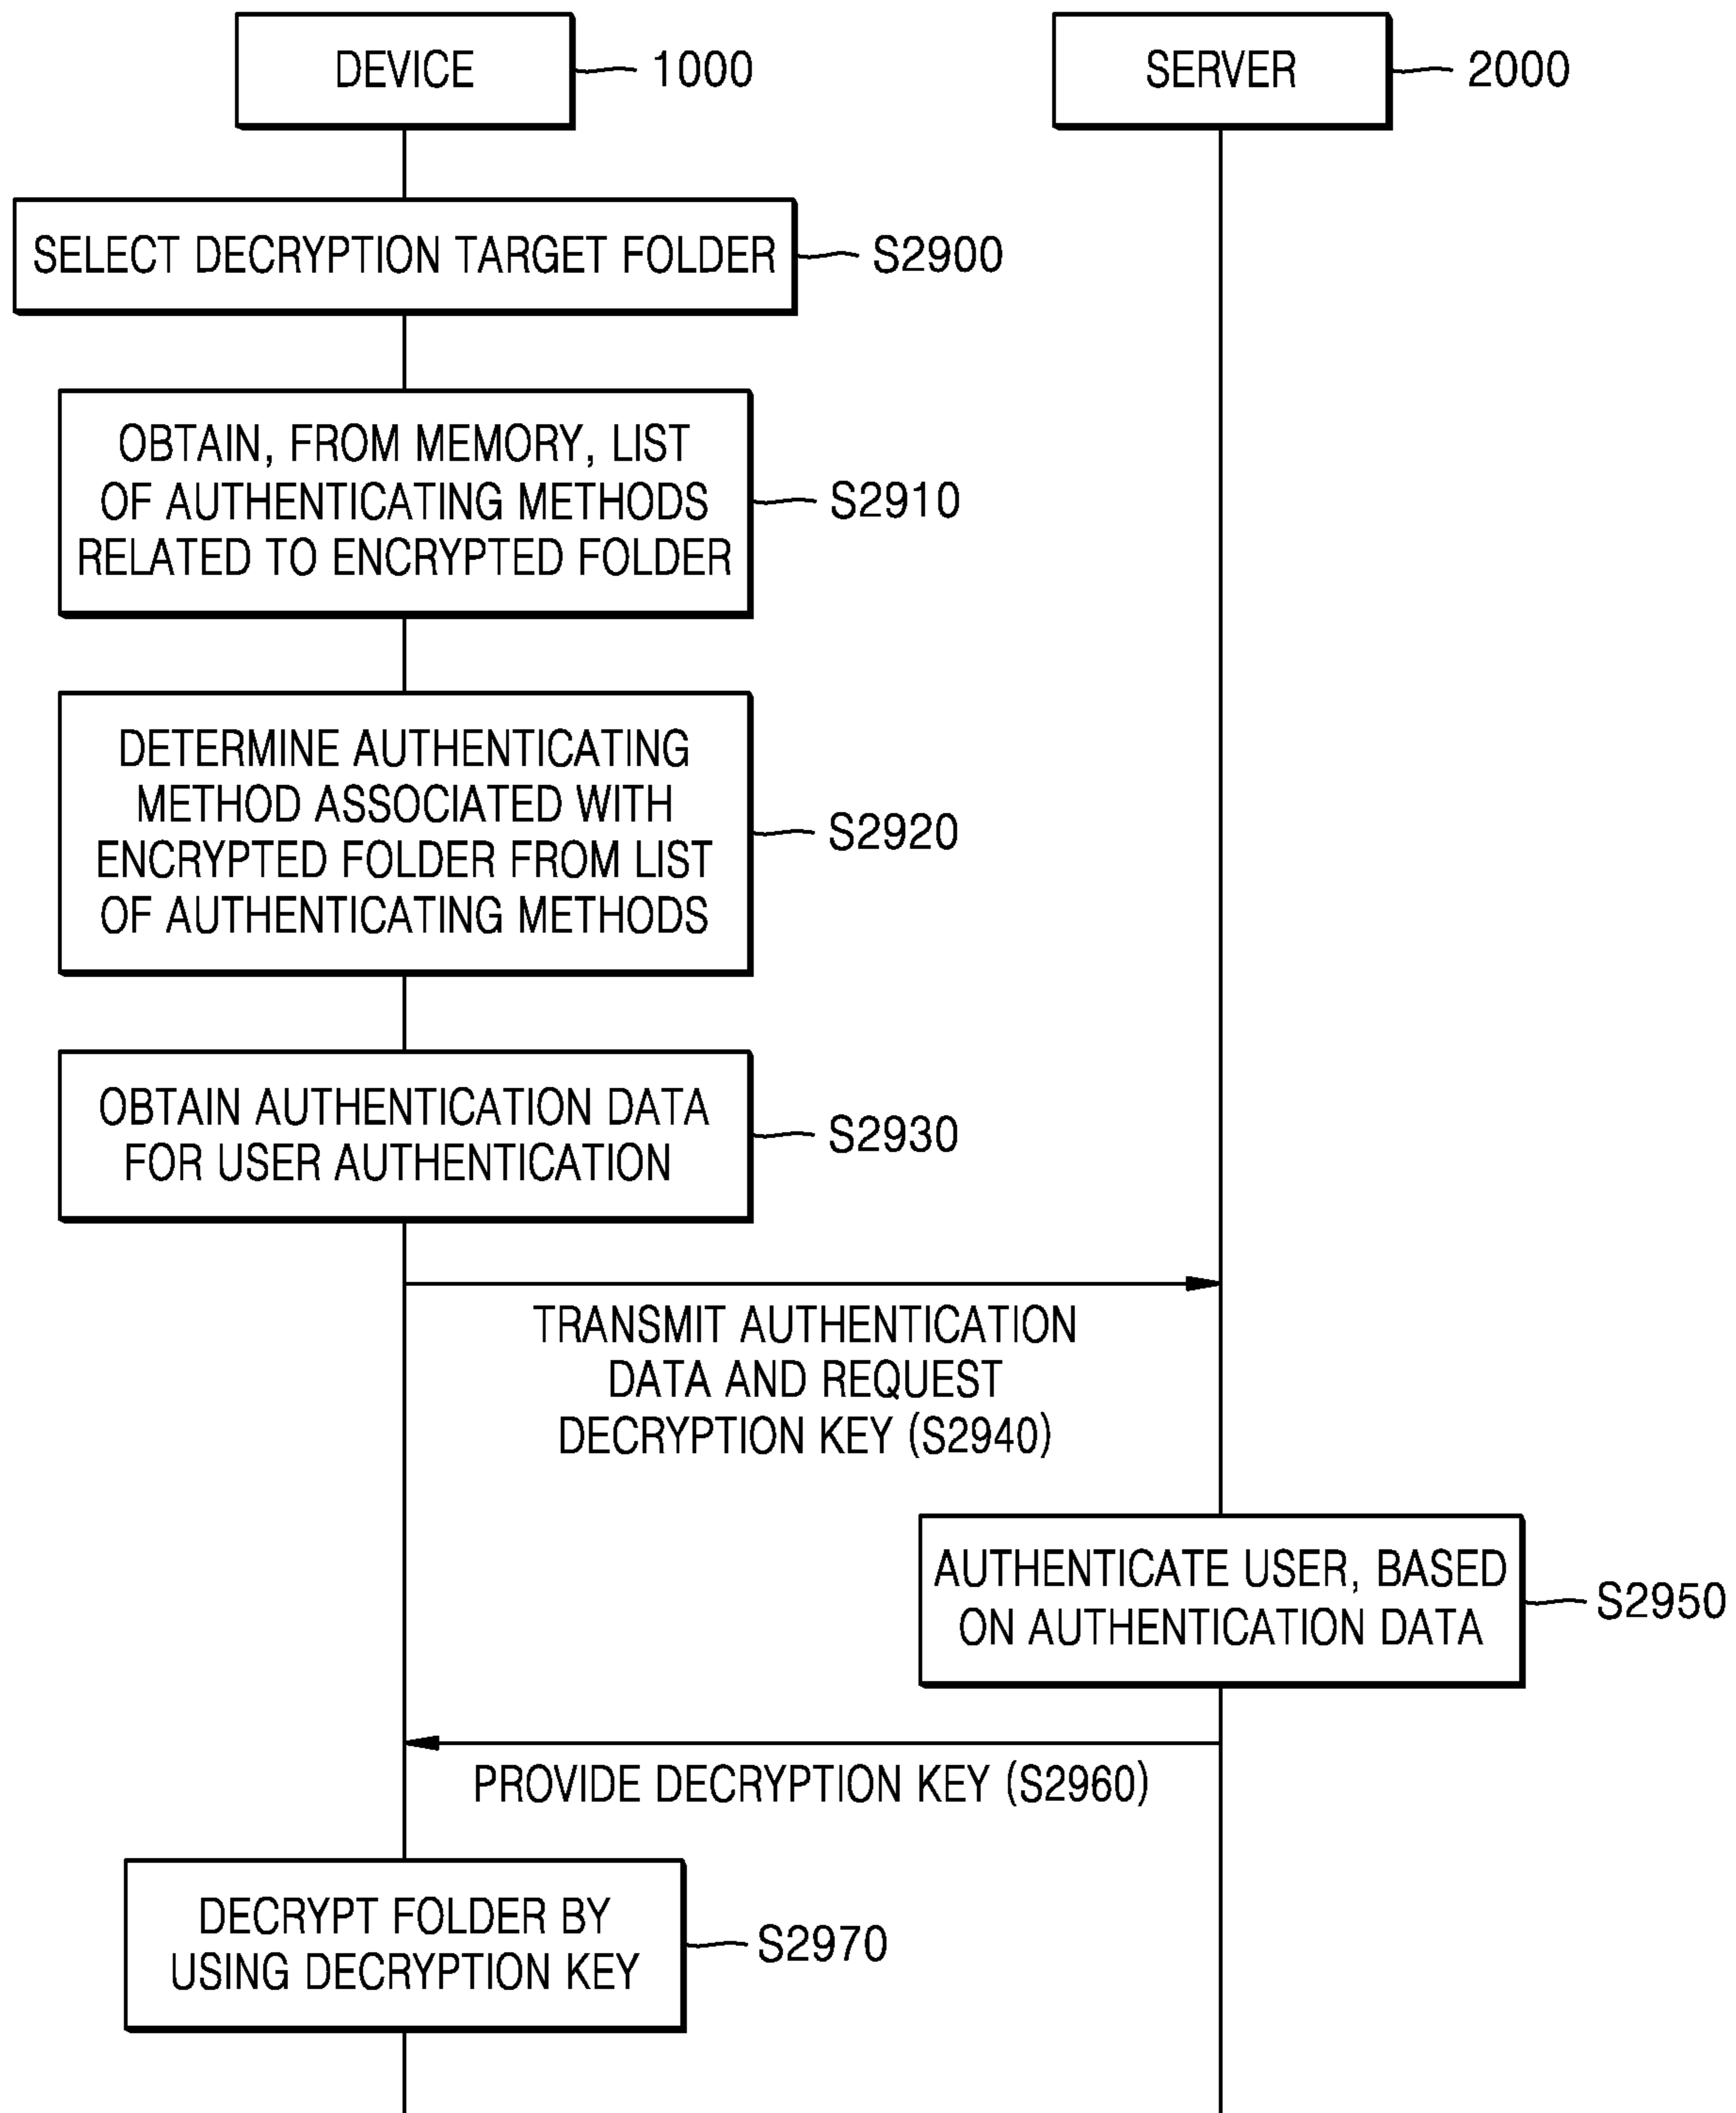 DEVICE
1000
SERVER
2000
SELECT DECRYPTION TARGET FOLDER
S2900
OBTAIN, FROM MEMORY, LIST
OF AUTHENTICATING METHODS
RELATED TO ENCRYPTED FOLDER
S2910
DETERMINE AUTHENTICATING
METHOD ASSOCIATED WITH
ENCRYPTED FOLDER FROM LIST
OF AUTHENTICATING METHODS
S2920
OBTAIN AUTHENTICATION DATA
FOR USER AUTHENTICATION
S2930
TRANSMIT AUTHENTICATION
DATA AND REQUEST
DECRYPTION KEY (S2940)
AUTHENTICATE USER, BASED
ON AUTHENTICATION DATA
S2950
PROVIDE DECRYPTION KEY (S2960)
DECRYPT FOLDER BY
USING DECRYPTION KEY
S2970